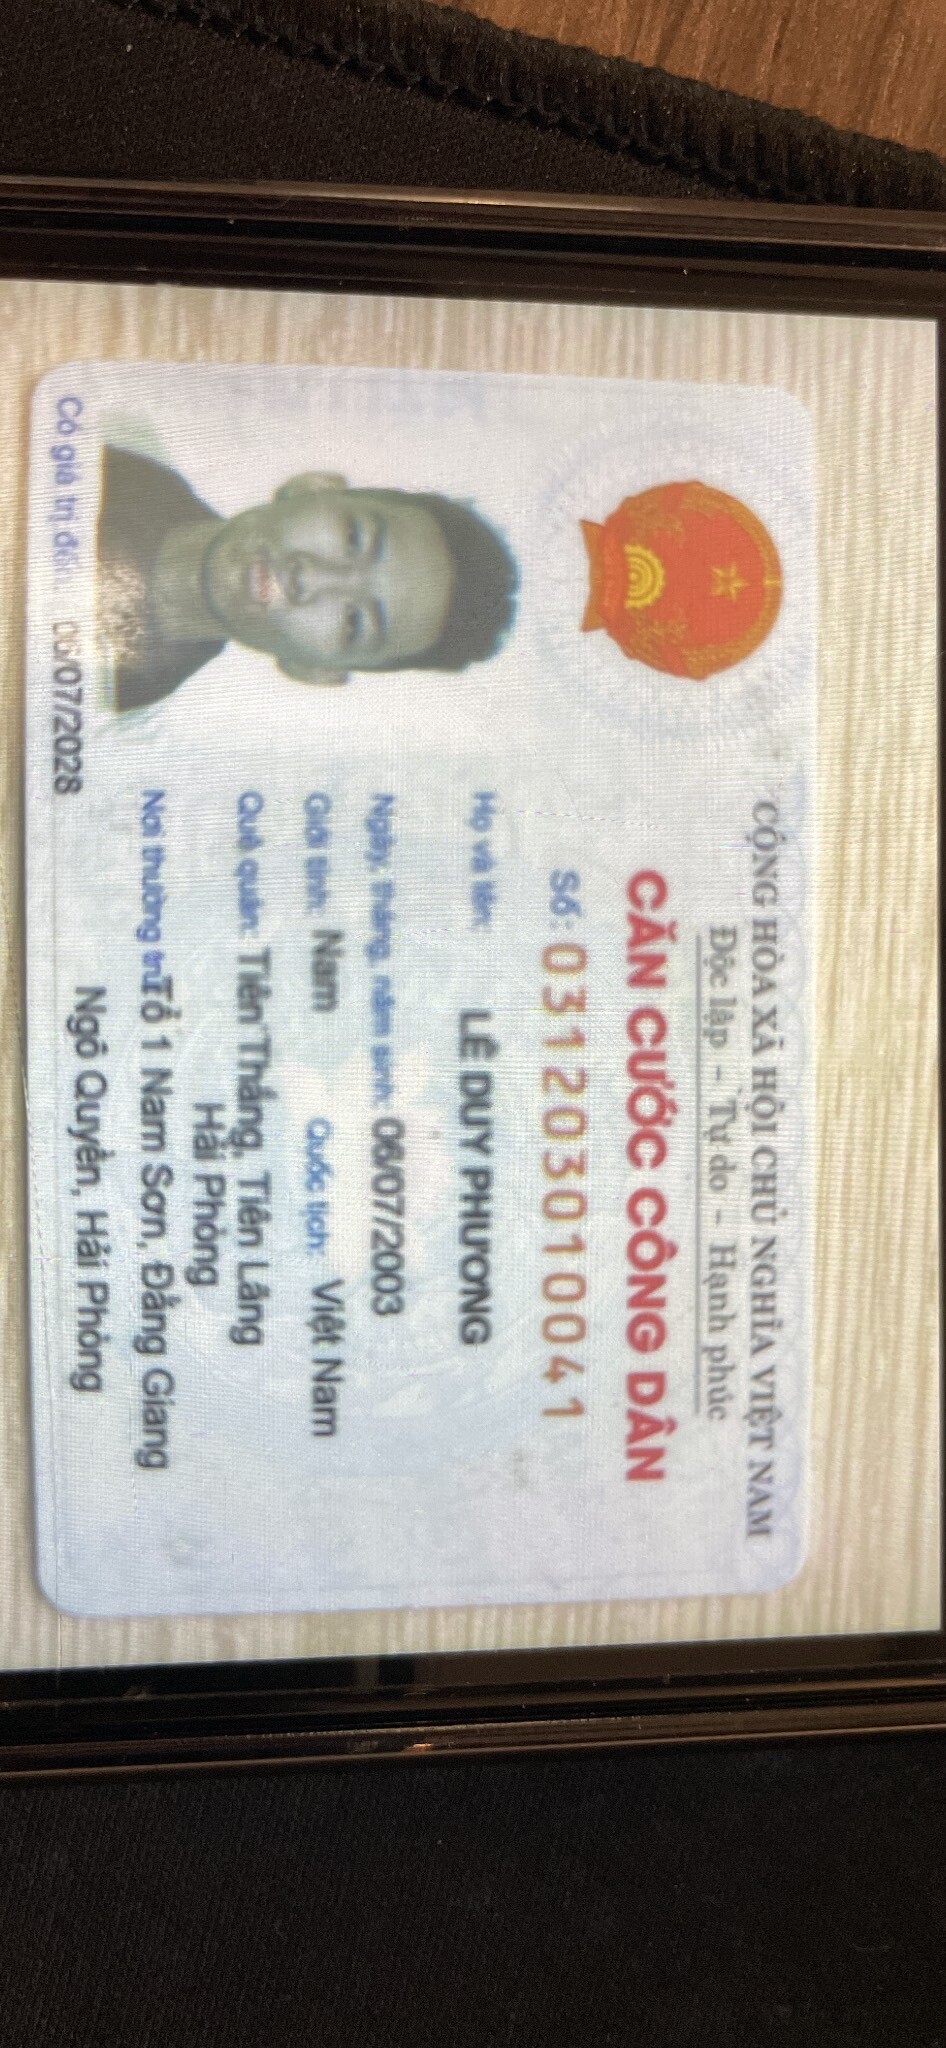 CỘNG HÒA XÃ HỘI CHỦ NGHĨA VIỆT NAM
Độc lập - Tự do - Hạnh phúc
CĂN CƯỚC CÔNG DÂN
Số: 031203010041
Họ và tên:
LÊ DUY PHƯƠNG
Ngày, tháng, năm sinh: 06/07/2003
Giới tính: Nam Quốc tịch: Việt Nam
Quê quán: Tiên Thắng, Tiên Lãng
Hải Phòng
Nơi thường trú: Tổ 1 Nam Sơn, Đằng Giang
Ngô Quyền, Hải Phòng
Có giá trị đến: 06/07/2028